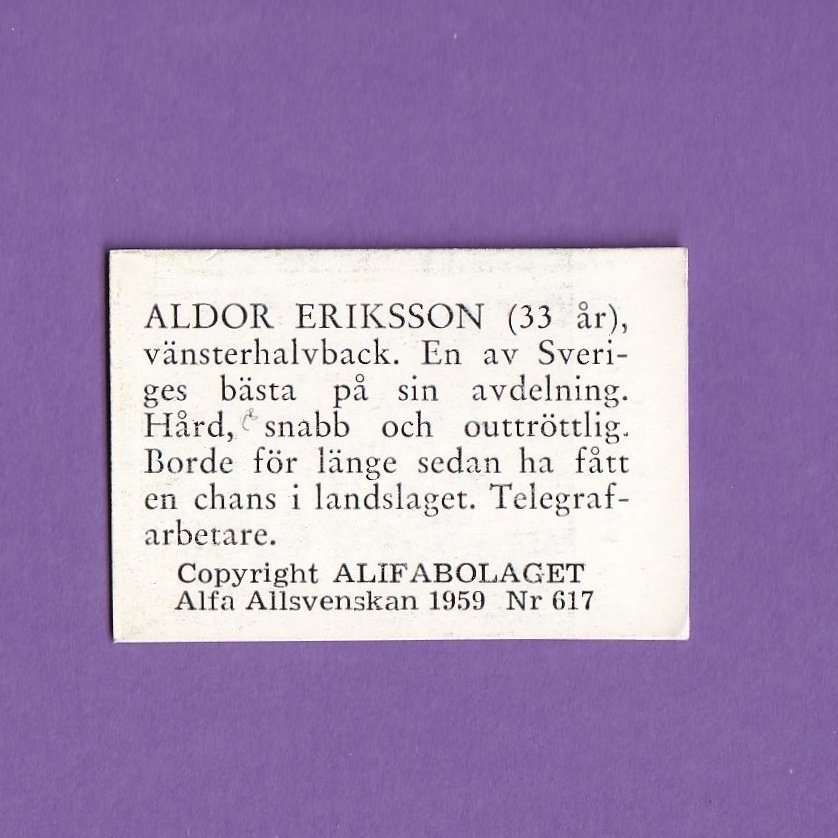 ALDOR ERIKSSON (33 år),
vänsterhalvback. En av Sveri-
ges bästa på sin avdelning.
Hård, snabb och outtröttlig.
Borde för länge sedan ha fått
en chans i landslaget. Telegraf-
arbetare.
Copyright ALIFABOLAGET
Alfa Allsvenskan 1959 Nr 617